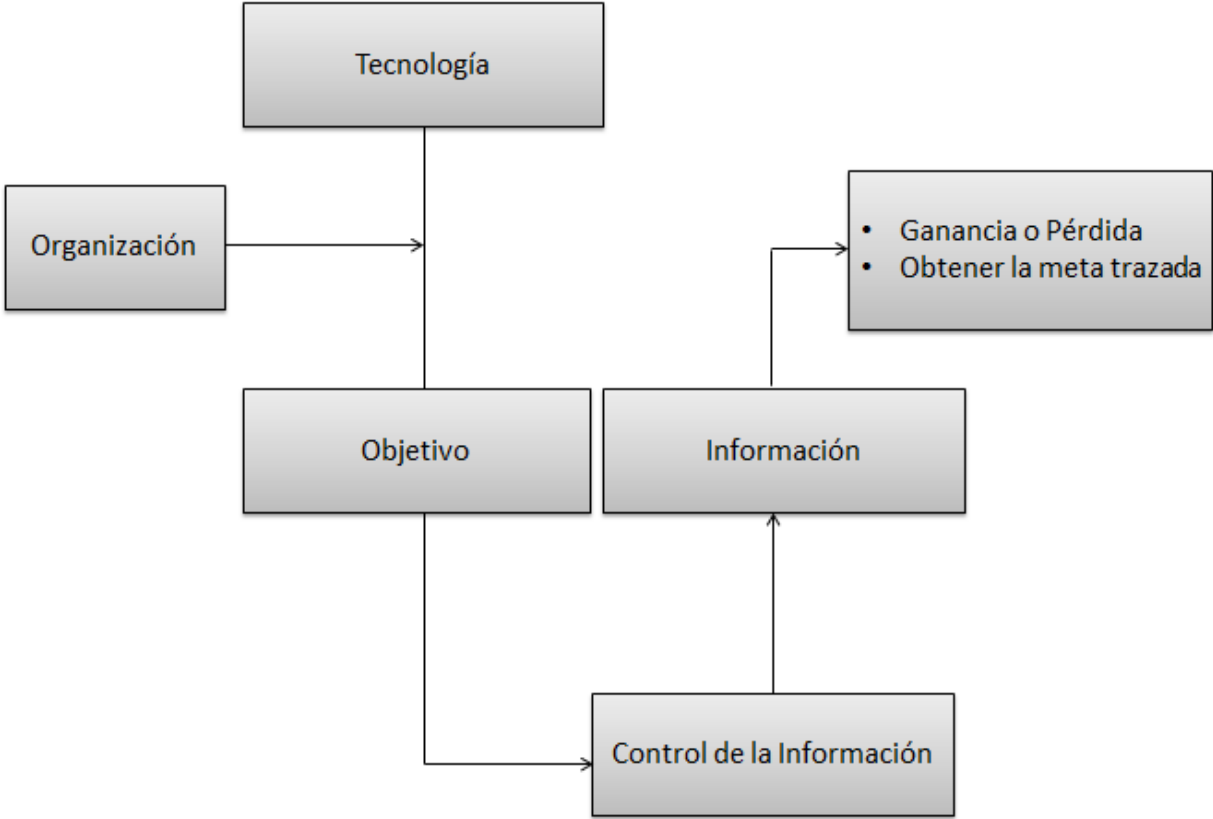 Tecnología
Organización
• Ganancia o Pérdida
• Obtener la meta trazada
Objetivo
Información
Control de la Información